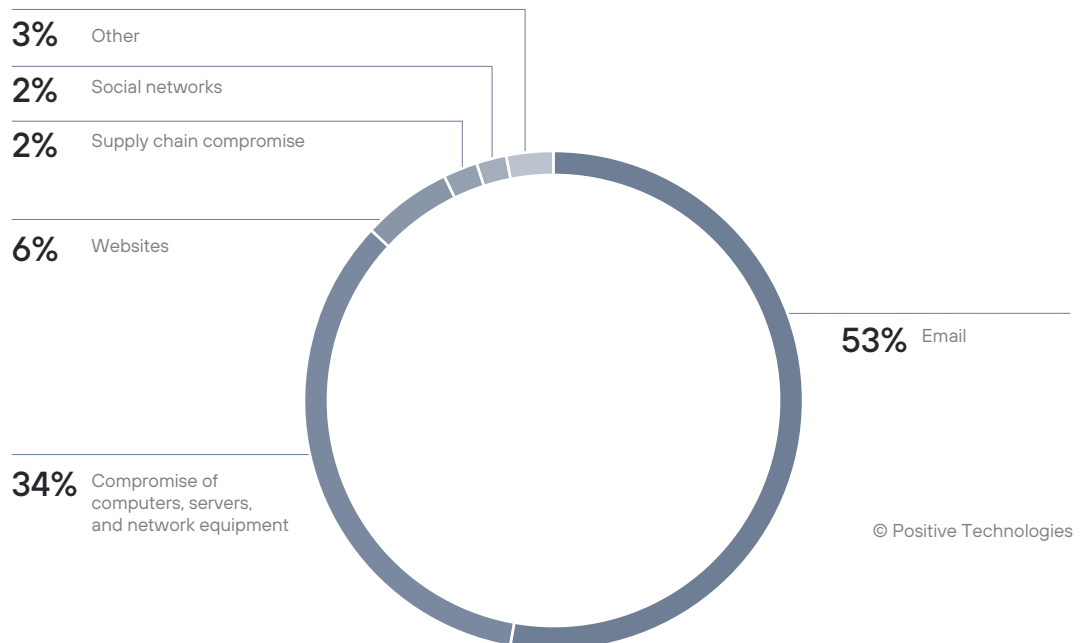 3% Other
2% Social networks
2% Supply chain compromise
6% Websites
53% Email
34% Compromise of
computers, servers,
and network equipment
© Positive Technologies